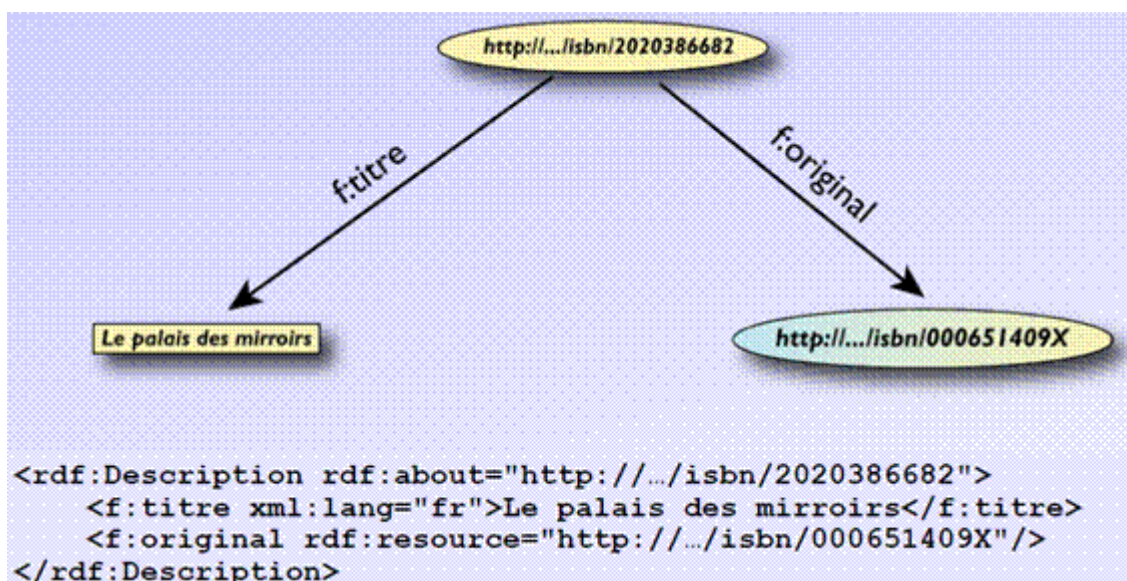 http://.../isbn/2020386682
f:titre
f:original
Le palais des mirroirs
http://.../isbn/000651409X
<rdf:Description rdf:about="http://…/isbn/2020386682">
<f:titre xml:lang="fr">Le palais des mirroirs</f:titre>
<f:original rdf:resource="http://…/isbn/000651409X"/>
</rdf:Description>